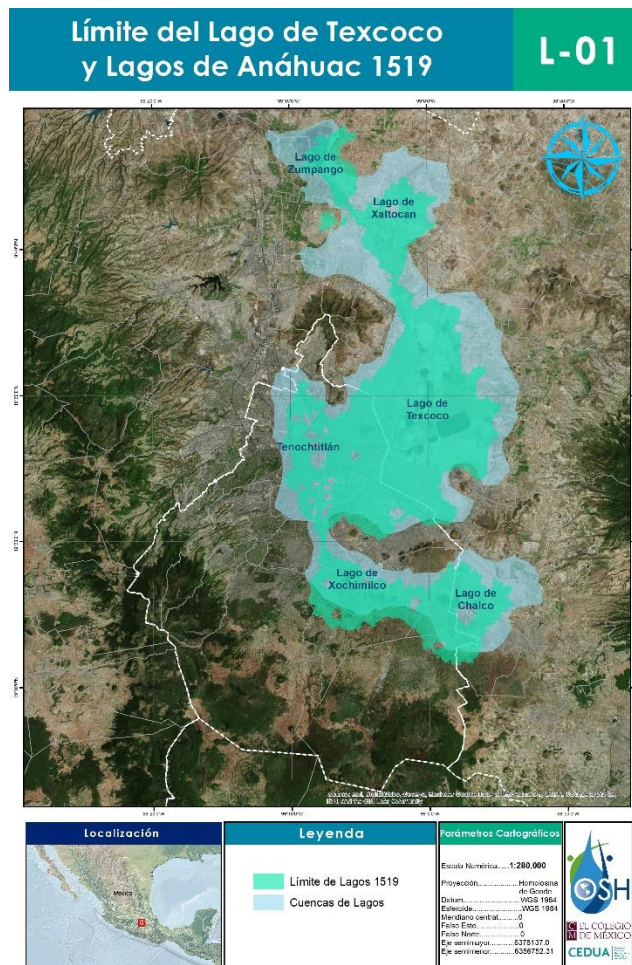 Límite del Lago de Texcoco
y Lagos de Anáhuac 1519
L-01
Lago de
Zumpango
Lago de
Xaltocan
Lago de
Texcoco
Tenochtitlán
Lago de
Xochimilco
Lago de
Chalco
Localización
México
Leyenda
Límite de Lagos 1519
Cuencas de Lagos
Parámetros Cartográficos
Escala Numérica.....1:280,000
Proyección..............Homolosina
de Goode
Datum....................WGS 1984
Esferoide................WGS 1984
Meridiano central.....0
Falso Este...............0
Falso Norte.............0
Eje semimayor........6378137.0
Eje semimenor........6356752.31
OSH
EL COLEGIO
DE MÉXICO
CEDUA